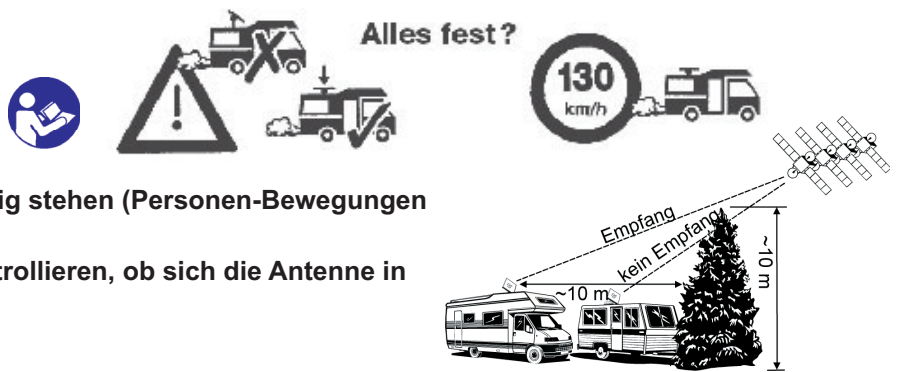 Alles fest?
130
km/h
ig stehen (Personen-Bewegungen
trollieren, ob sich die Antenne in
Empfang
kein Empfang
~10 m
~10 m